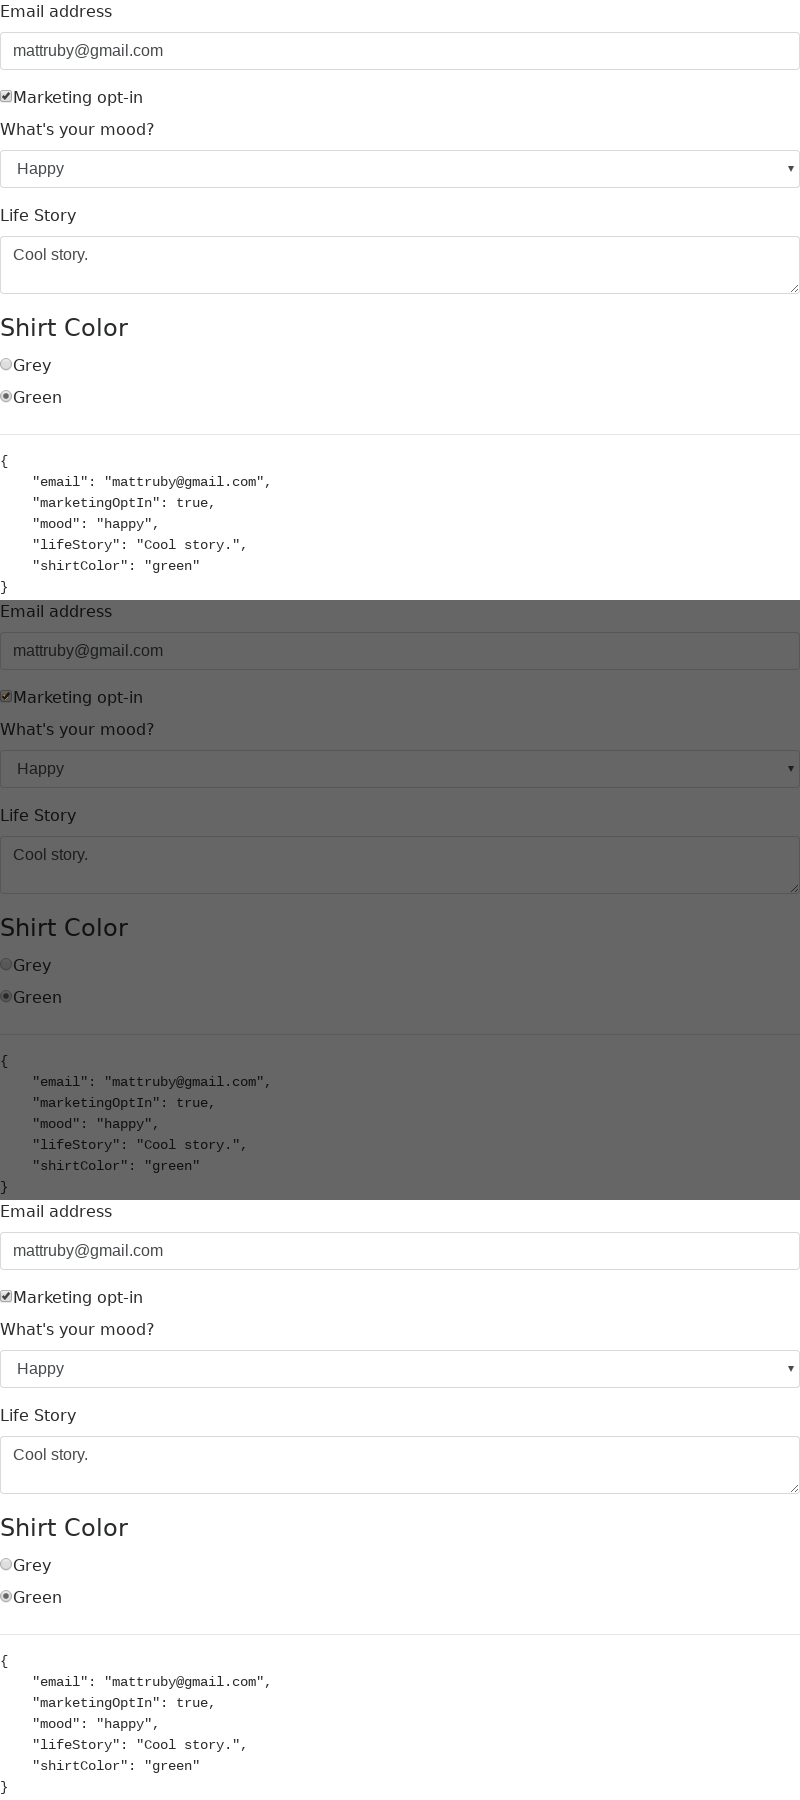 Email address
mattruby@gmail.com
Marketing opt-in
What's your mood?
Happy
Life Story
Cool story.
Shirt Color
Grey
Green
{
    "email": "mattruby@gmail.com",
    "marketingOptIn": true,
    "mood": "happy",
    "lifeStory": "Cool story.",
    "shirtColor": "green"
}
Email address
mattruby@gmail.com
Marketing opt-in
What's your mood?
Happy
Life Story
Cool story.
Shirt Color
Grey
Green
{
    "email": "mattruby@gmail.com",
    "marketingOptIn": true,
    "mood": "happy",
    "lifeStory": "Cool story.",
    "shirtColor": "green"
}
Email address
mattruby@gmail.com
Marketing opt-in
What's your mood?
Happy
Life Story
Cool story.
Shirt Color
Grey
Green
{
    "email": "mattruby@gmail.com",
    "marketingOptIn": true,
    "mood": "happy",
    "lifeStory": "Cool story.",
    "shirtColor": "green"
}